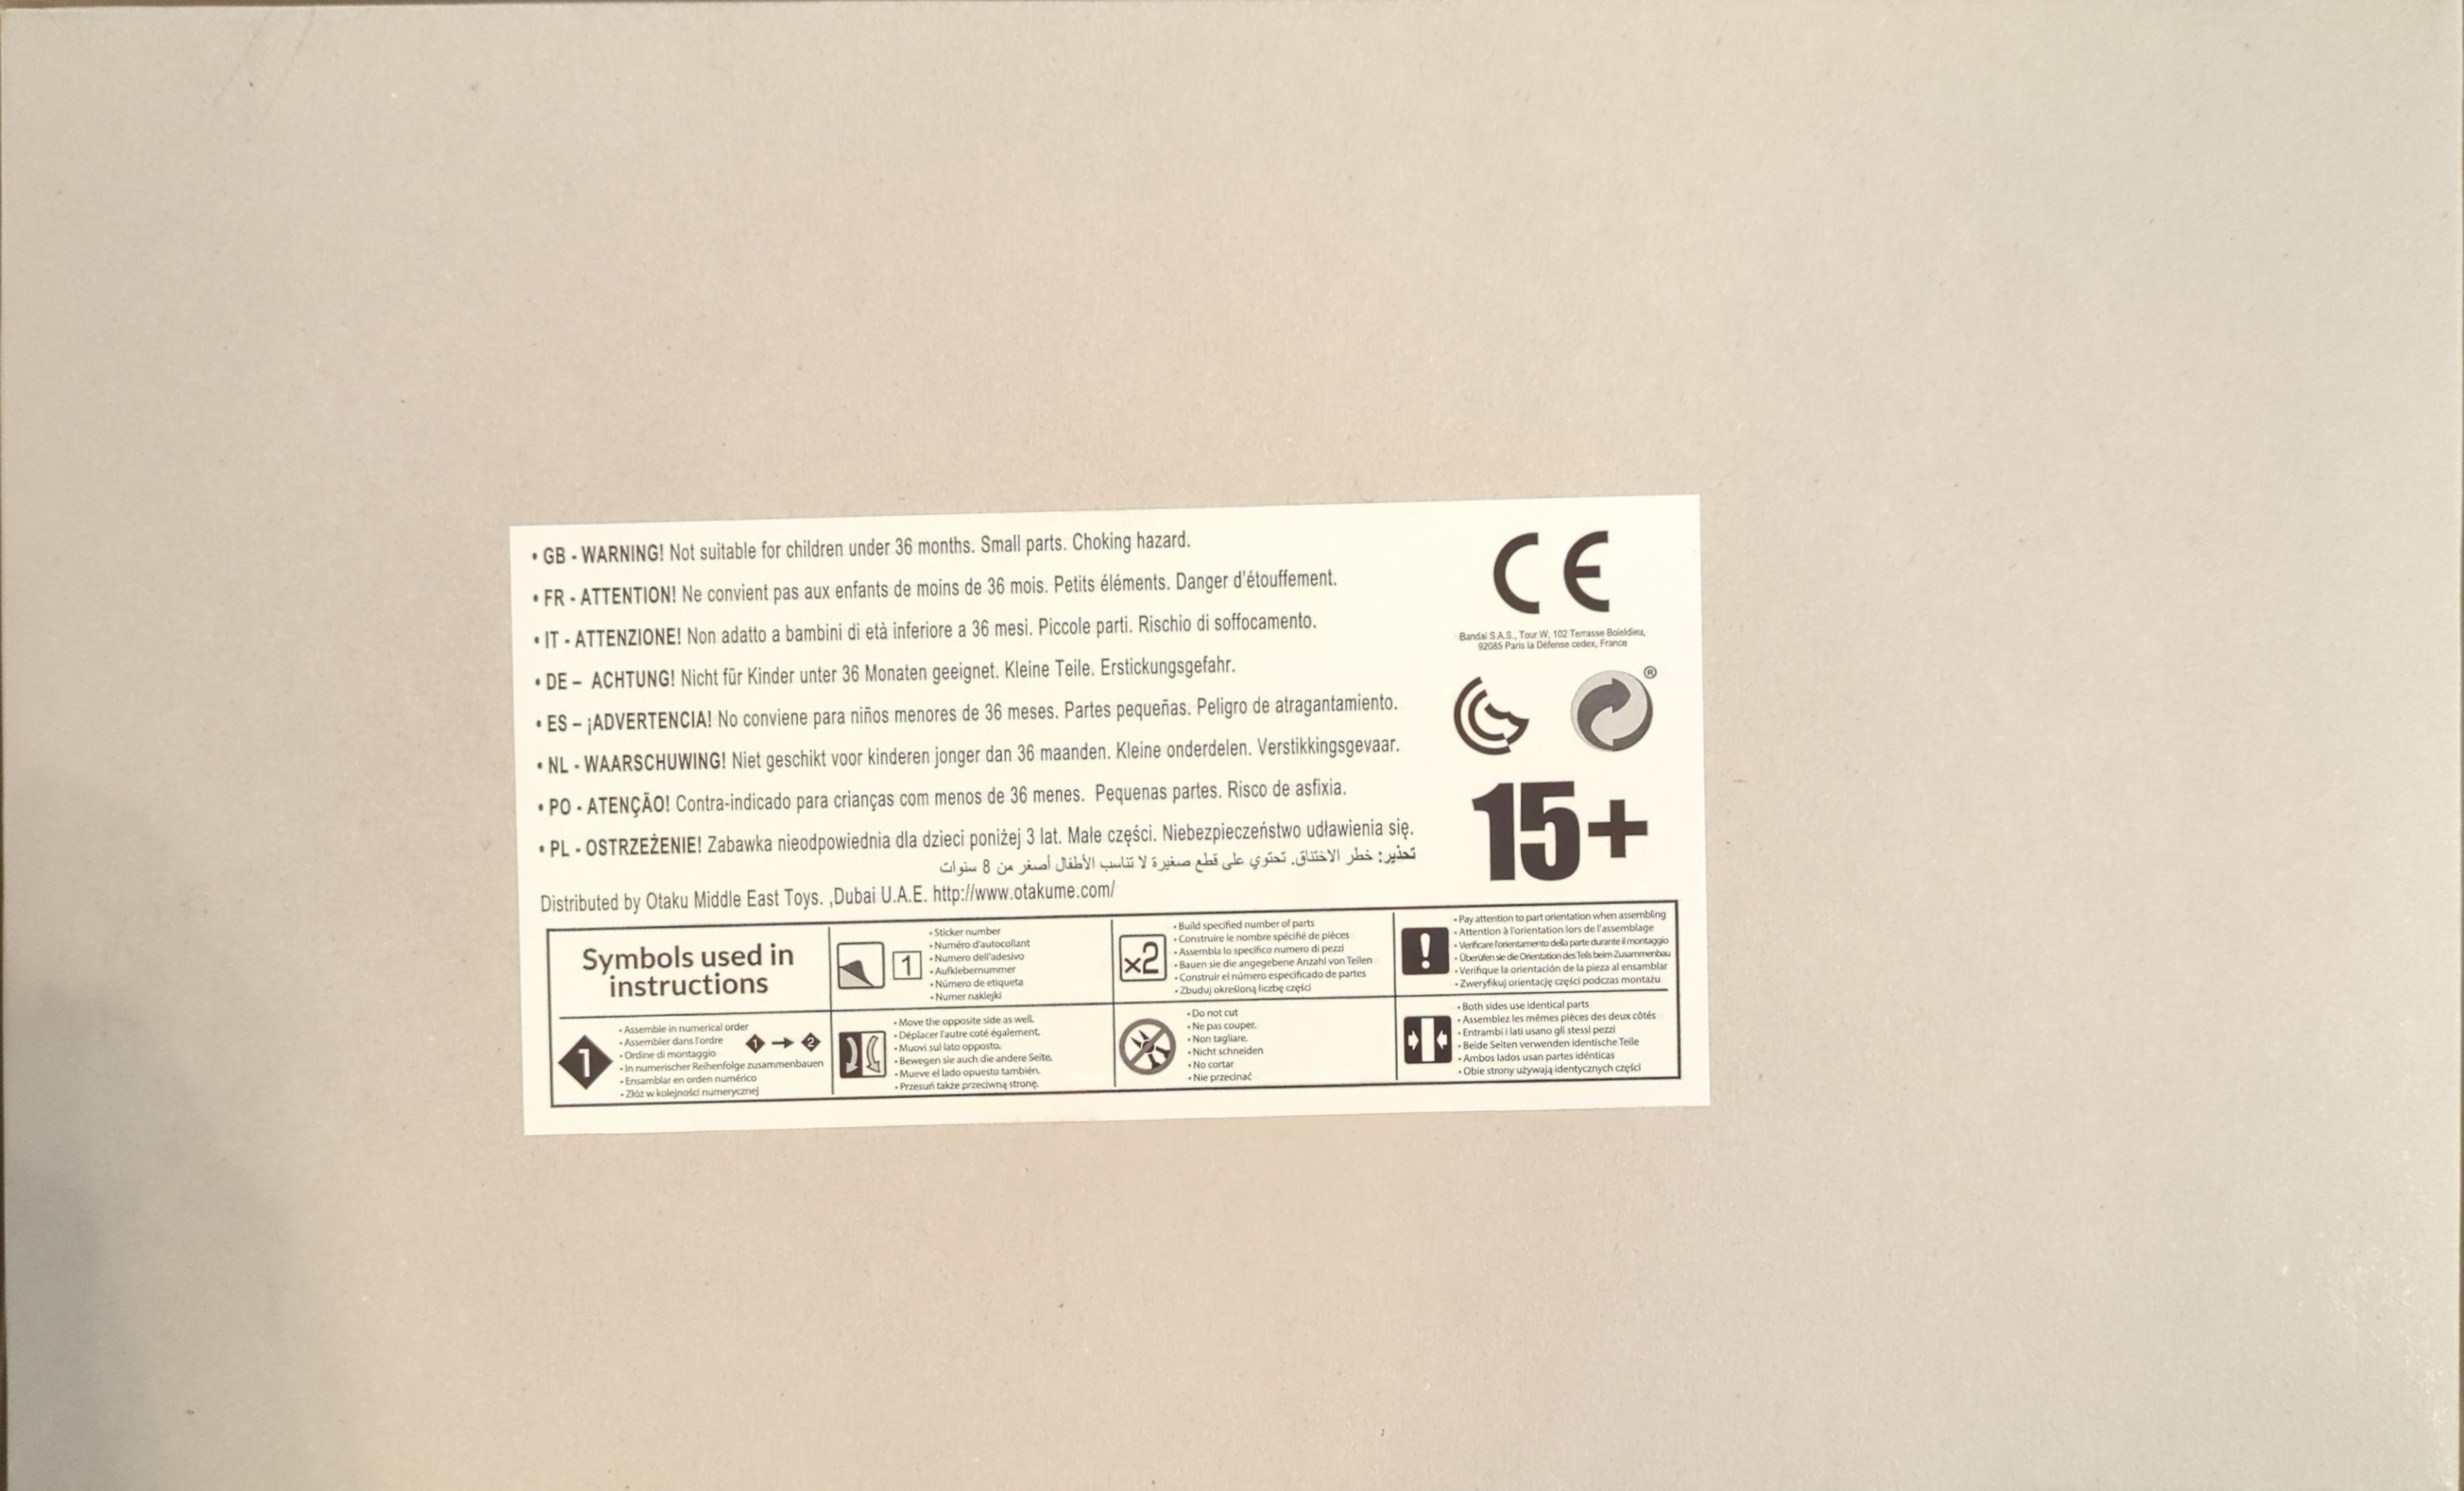 • GB - WARNING! Not suitable for children under 36 months. Small parts. Choking hazard.
• FR - ATTENTION! Ne convient pas aux enfants de moins de 36 mois. Petits éléments. Danger d'étouffement.
• IT - ATTENZIONE! Non adatto a bambini di età inferiore a 36 mesi. Piccole parti. Rischio di soffocamento.
• DE – ACHTUNG! Nicht für Kinder unter 36 Monaten geeignet. Kleine Teile. Erstickungsgefahr.
• ES – ¡ADVERTENCIA! No conviene para niños menores de 36 meses. Partes pequeñas. Peligro de atragantamiento.
• NL - WAARSCHUWING! Niet geschikt voor kinderen jonger dan 36 maanden. Kleine onderdelen. Verstikkingsgevaar.
• PO - ATENÇÃO! Contra-indicado para crianças com menos de 36 menes. Pequenas partes. Risco de asfixia.
• PL - OSTRZEŻENIE! Zabawka nieodpowiednia dla dzieci poniżej 3 lat. Małe części. Niebezpieczeństwo udławienia się.
تحذير: خطر الاختناق. تحتوي على قطع صغيرة لا تناسب الأطفال أصغر من 8 سنوات
Distributed by Otaku Middle East Toys. ,Dubai U.A.E. http://www.otakume.com/
CE
Bandai S.A.S., Tour W, 102 Terrasse Boieldieu,
92085 Paris la Défense cedex, France
®
15+
Symbols used in
instructions
1
• Sticker number
• Numéro d'autocollant
• Numero dell'adesivo
• Aufklebernummer
• Número de etiqueta
• Numer naklejki
x2
• Build specified number of parts
• Construire le nombre spécifié de pièces
• Assembla lo specifico numero di pezzi
• Bauen sie die angegebene Anzahl von Teilen
• Construir el número especificado de partes
• Zbuduj określoną liczbę części
!
• Pay attention to part orientation when assembling
• Attention à l'orientation lors de l'assemblage
• Verificare l'orientamento della parte durante il montaggio
• Überüfen sie die Orientation des Teils beim Zusammenbau
• Verifique la orientación de la pieza al ensamblar
• Zweryfikuj orientację części podczas montażu
1
• Assemble in numerical order
• Assembler dans l'ordre
• Ordine di montaggio
• In numerischer Reihenfolge zusammenbauen
• Ensamblar en orden numérico
• Złóż w kolejności numerycznej
1 → 2
• Move the opposite side as well.
• Déplacer l'autre coté également.
• Muovi sul lato opposto.
• Bewegen sie auch die andere Seite.
• Mueve el lado opuesto también.
• Przesuń także przeciwną stronę.
• Do not cut
• Ne pas couper.
• Non tagliare.
• Nicht schneiden
• No cortar
• Nie przecinać
• Both sides use identical parts
• Assemblez les mêmes pièces des deux côtés
• Entrambi i lati usano gli stessi pezzi
• Beide Seiten verwenden identische Teile
• Ambos lados usan partes idénticas
• Obie strony używają identycznych części